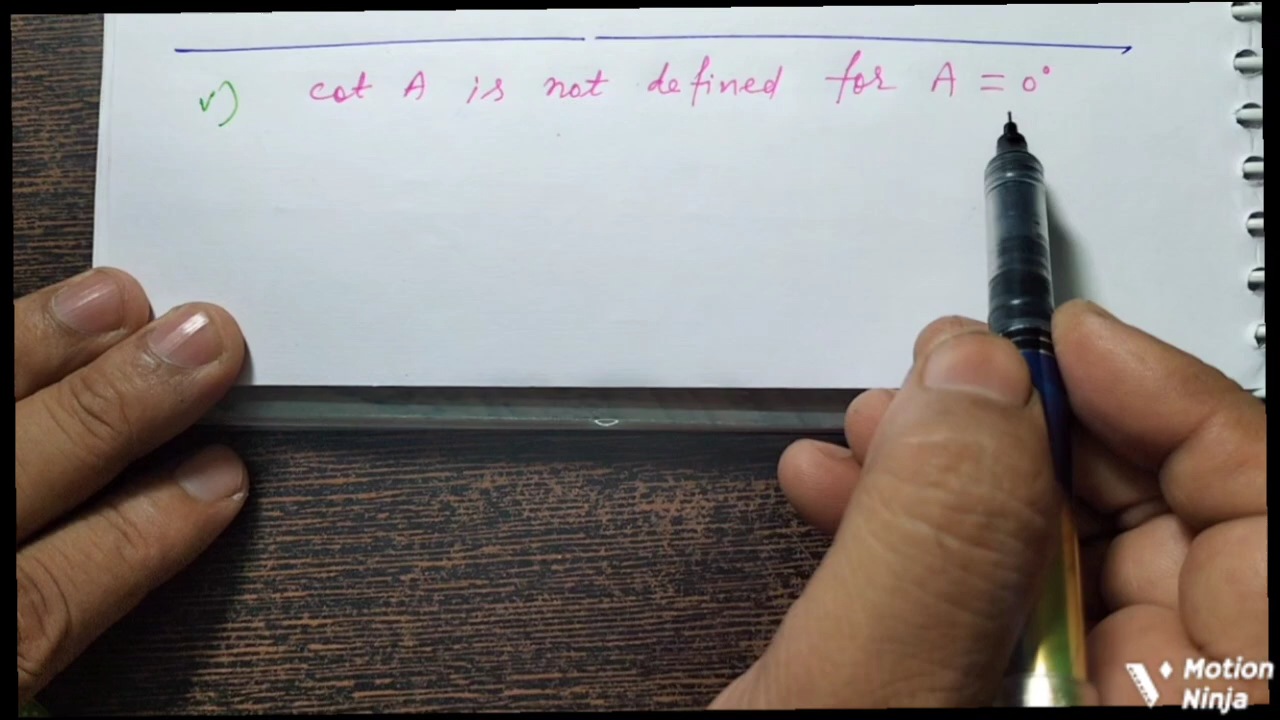 v) cot A is not defined for A = 0°
Motion
Ninja